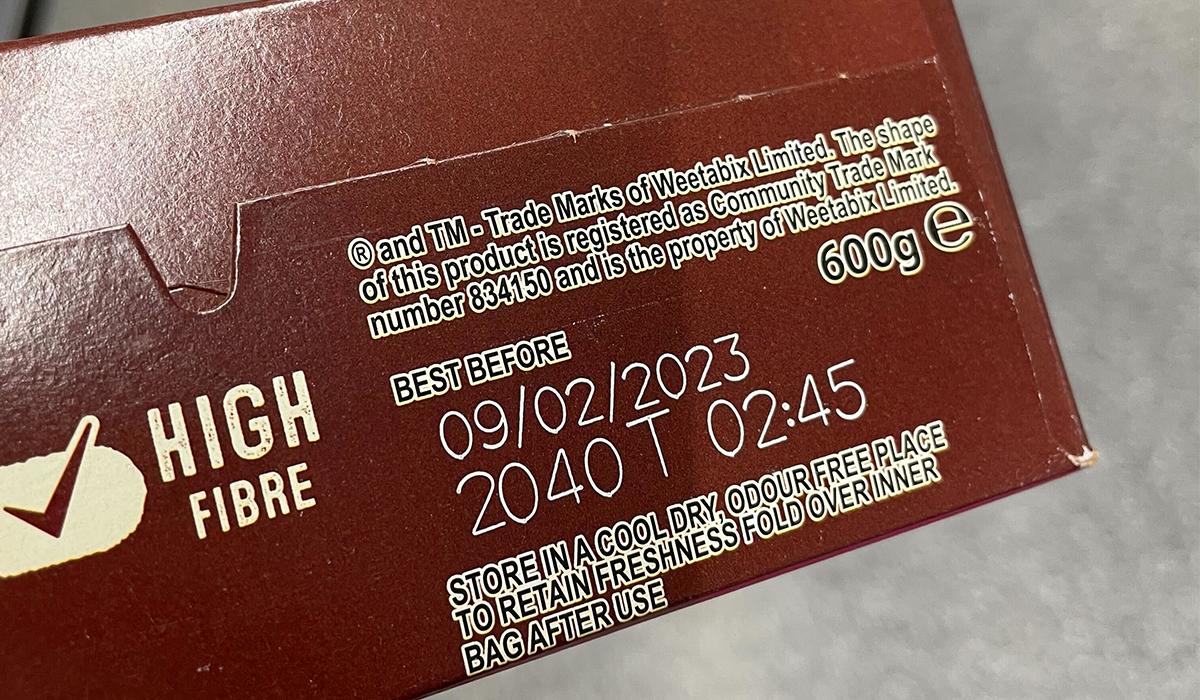 ® and TM - Trade Marks of Weetabix Limited. The shape
of this product is registered as Community Trade Mark
number 834150 and is the property of Weetabix Limited.
600g e
BEST BEFORE
09/02/2023
2040 T 02:45
HIGH
FIBRE
STORE IN A COOL DRY, ODOUR FREE PLACE
TO RETAIN FRESHNESS FOLD OVER INNER
BAG AFTER USE